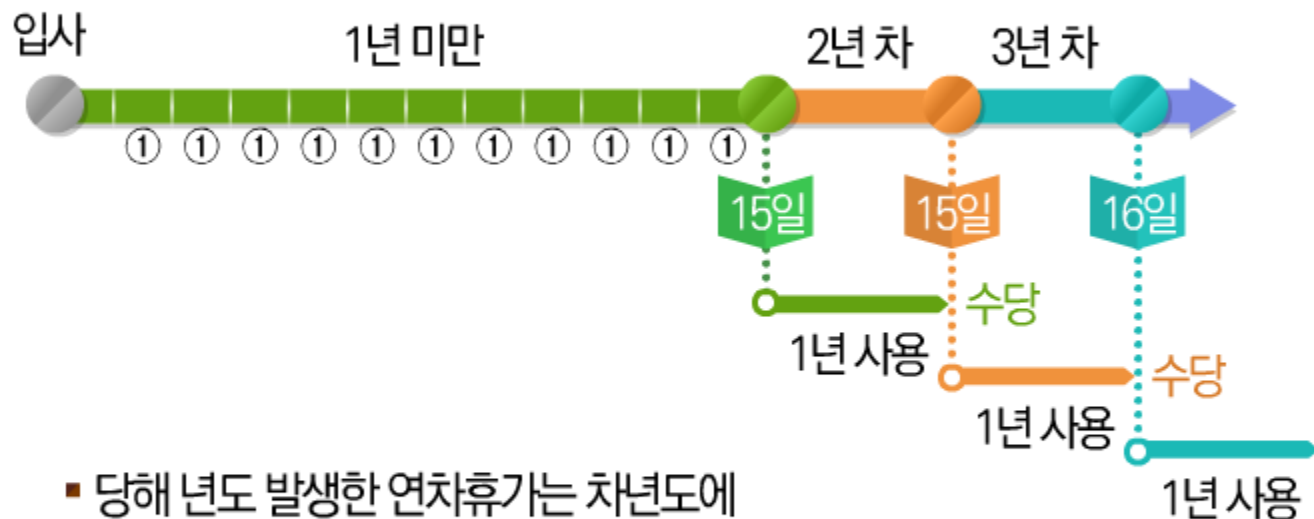 입사
1년 미만
2년 차
3년 차
① ① ① ① ① ① ① ① ① ① ①
15일
15일
16일
수당
1년 사용
수당
1년 사용
1년 사용
▪ 당해 년도 발생한 연차휴가는 차년도에